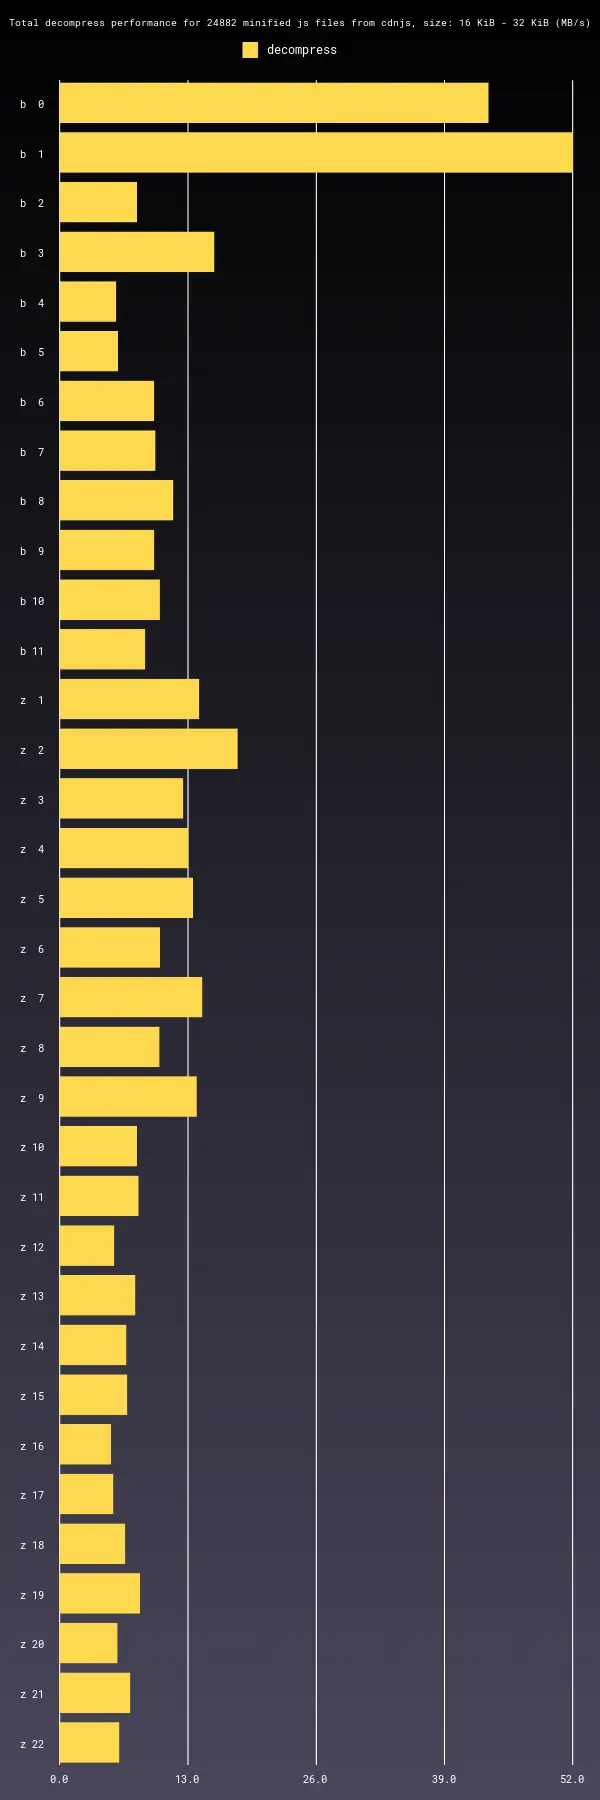 Total decompress performance for 24882 minified js files from cdnjs, size: 16 KiB - 32 KiB (MB/s)
decompress
b 0
b 1
b 2
b 3
b 4
b 5
b 6
b 7
b 8
b 9
b 10
b 11
z 1
z 2
z 3
z 4
z 5
z 6
z 7
z 8
z 9
z 10
z 11
z 12
z 13
z 14
z 15
z 16
z 17
z 18
z 19
z 20
z 21
z 22
0.0 13.0 26.0 39.0 52.0